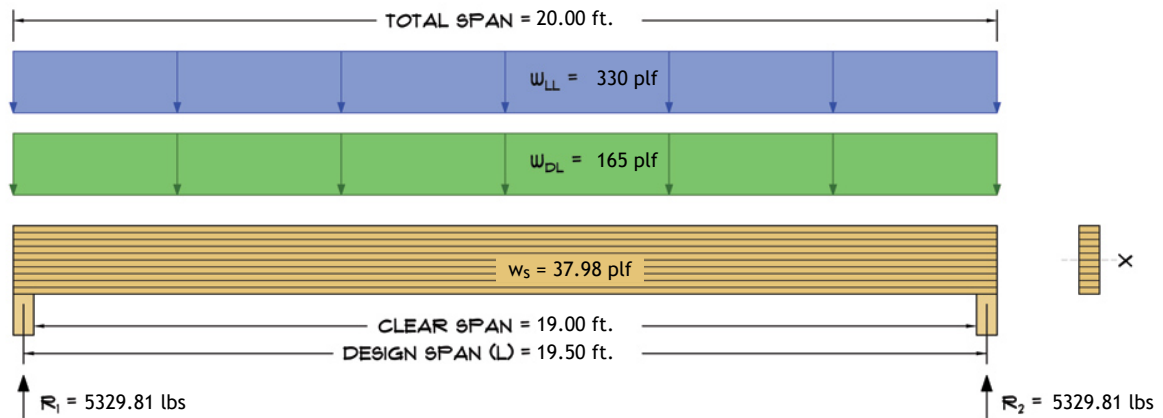 TOTAL SPAN = 20.00 ft.
wLL = 330 plf
wDL = 165 plf
ws = 37.98 plf
X
CLEAR SPAN = 19.00 ft.
DESIGN SPAN (L) = 19.50 ft.
R1 = 5329.81 lbs
R2 = 5329.81 lbs